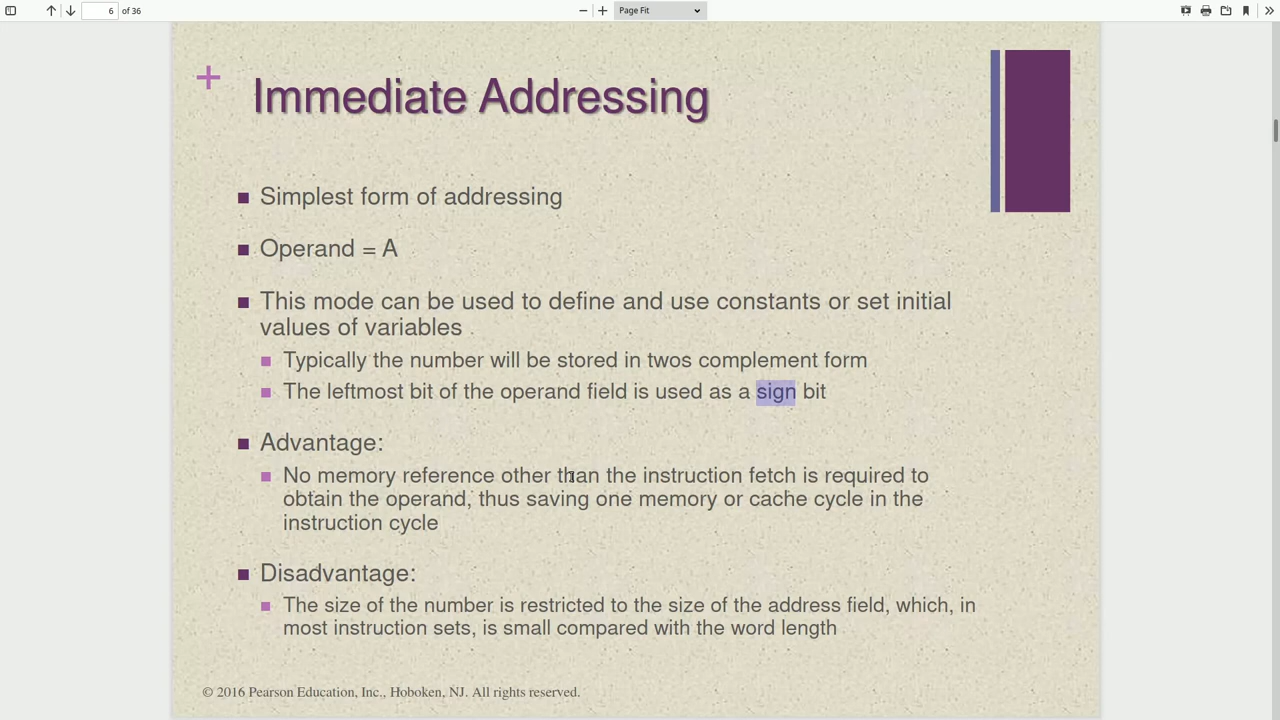 6 of 36
Page Fit
+
Immediate Addressing
Simplest form of addressing
Operand = A
This mode can be used to define and use constants or set initial
values of variables
Typically the number will be stored in twos complement form
The leftmost bit of the operand field is used as a sign bit
Advantage:
No memory reference other than the instruction fetch is required to
obtain the operand, thus saving one memory or cache cycle in the
instruction cycle
Disadvantage:
The size of the number is restricted to the size of the address field, which, in
most instruction sets, is small compared with the word length
© 2016 Pearson Education, Inc., Hoboken, NJ. All rights reserved.